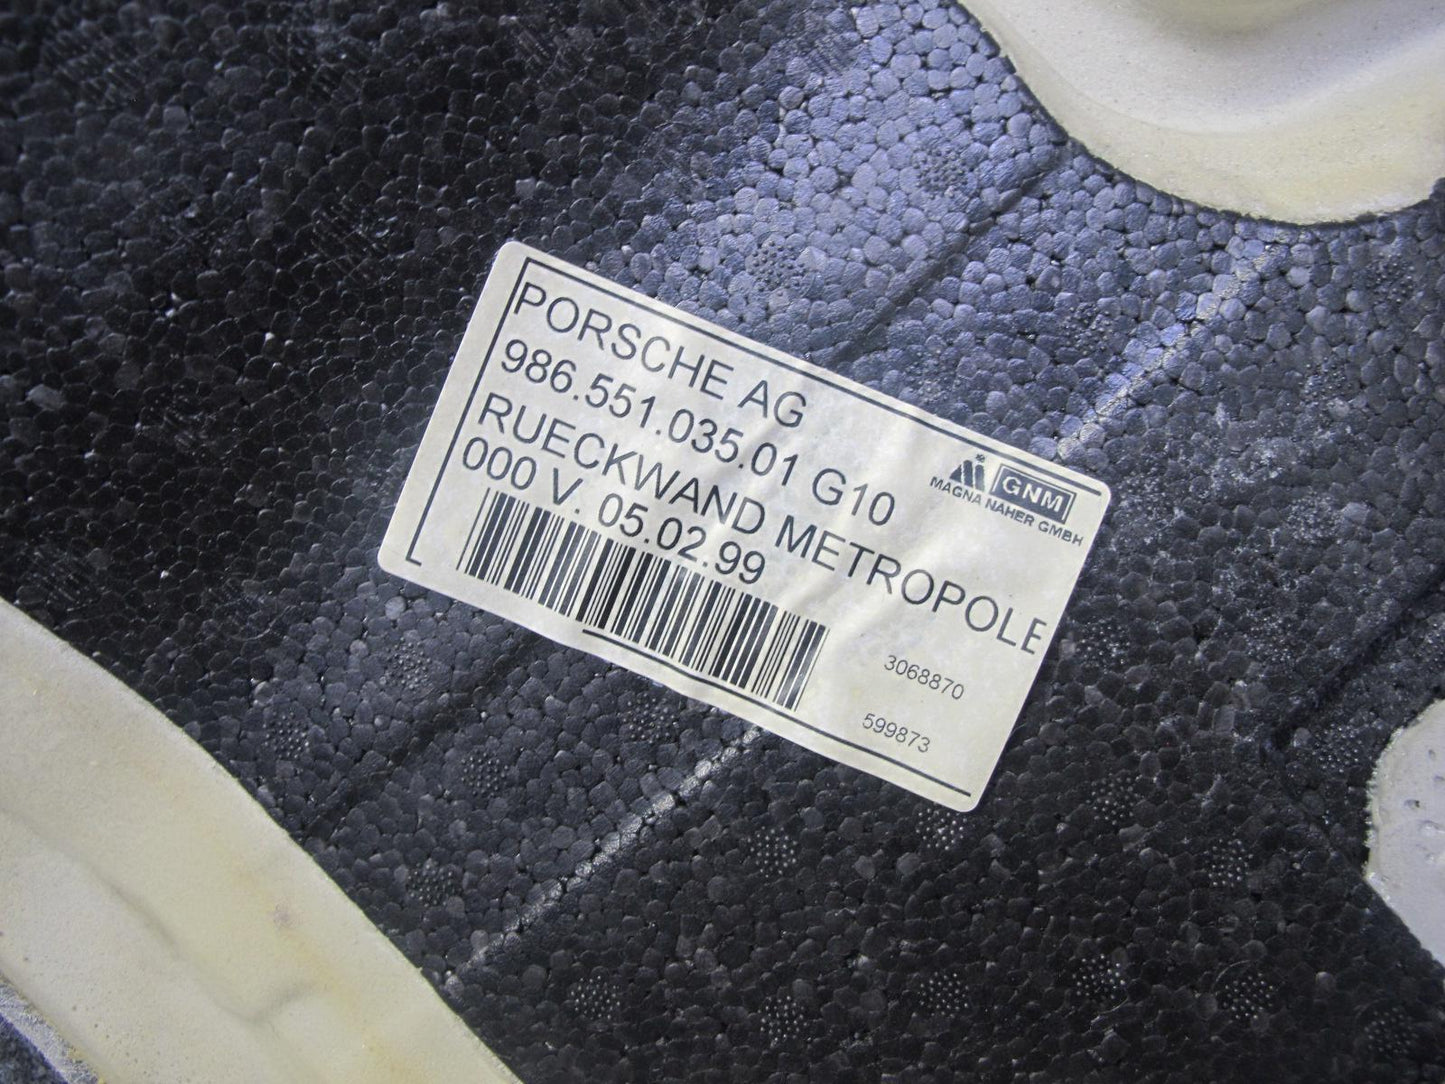 PORSCHE AG
986.551.035.01 G10
RUECKWAND METROPOLE
000 V. 05.02.99
GNM
MAGNA NAHER GMBH
3068870
599873